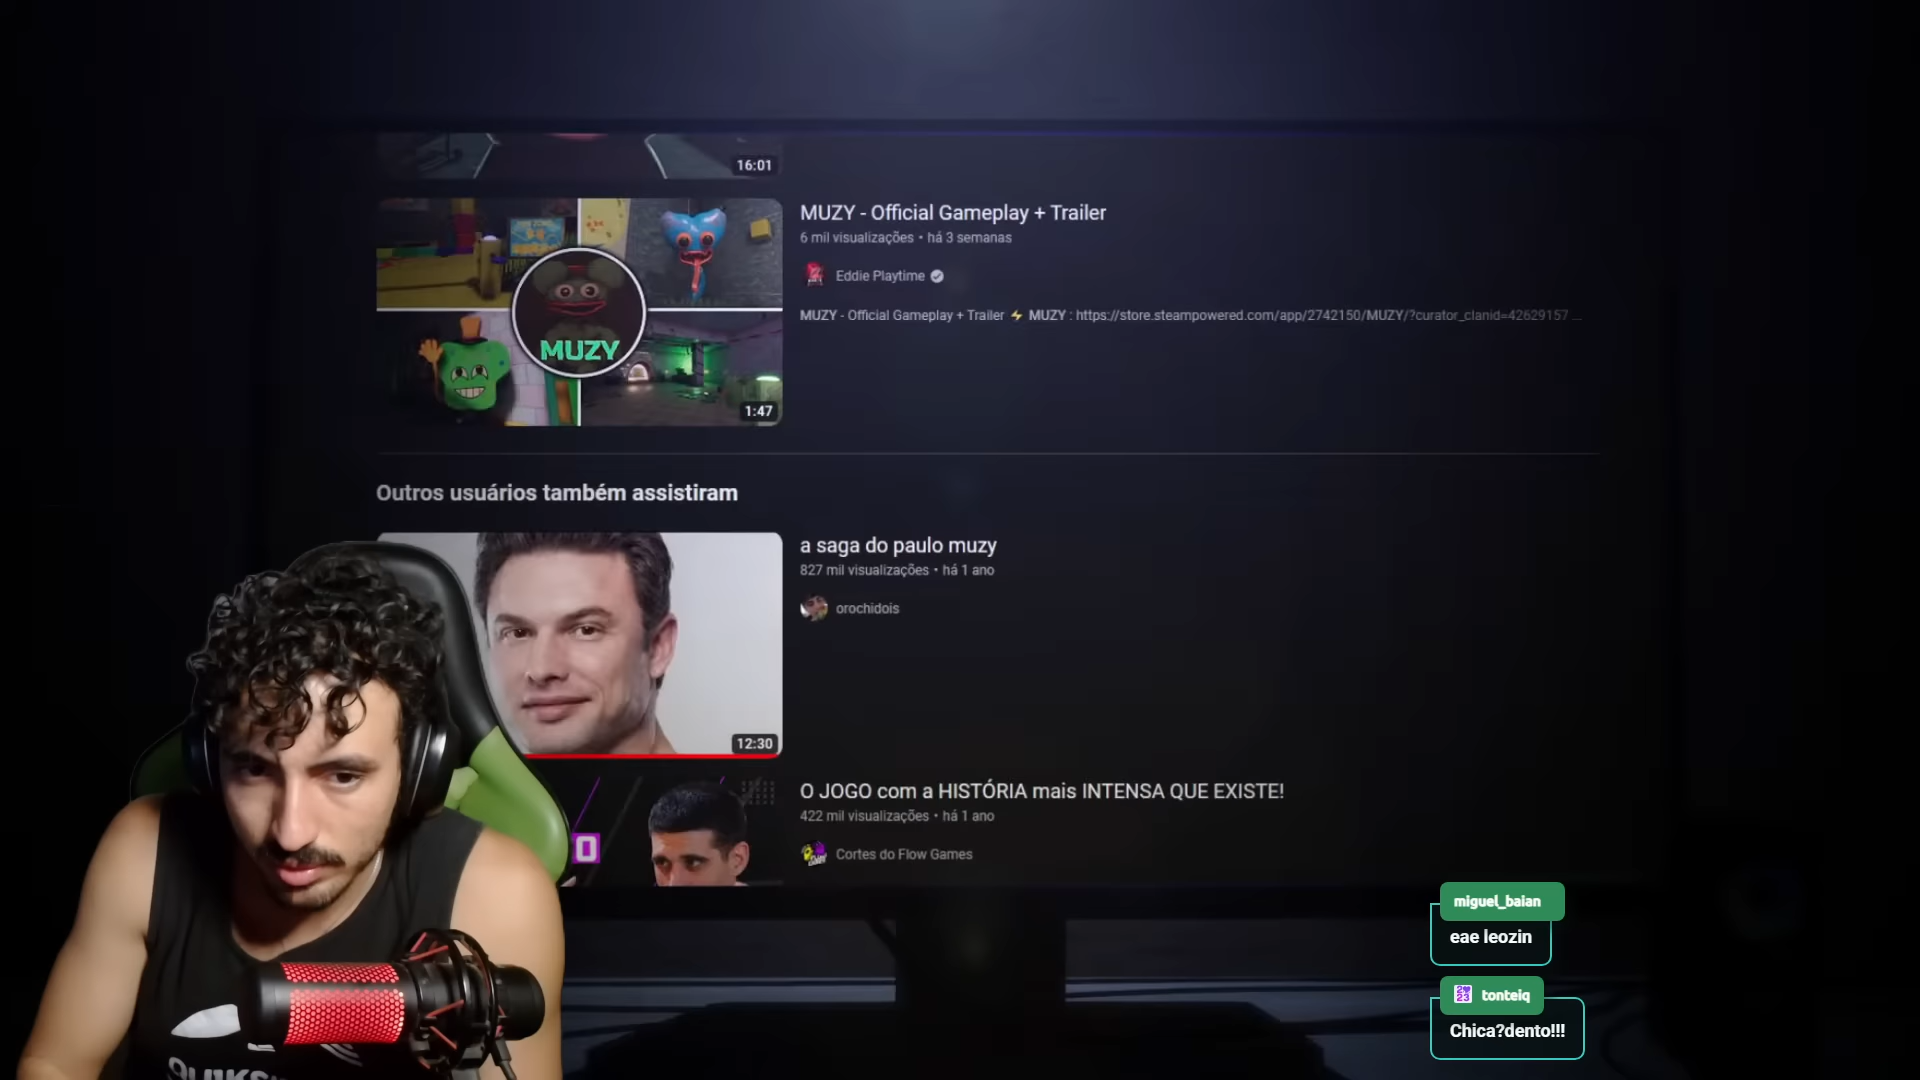 16:01
MUZY - Official Gameplay + Trailer
6 mil visualizações • há 3 semanas
Eddie Playtime
MUZY - Official Gameplay + Trailer ⚡ MUZY : https://store.steampowered.com/app/2742150/MUZY/?curator_clanid=42629157 ...
MUZY
1:47
Outros usuários também assistiram
a saga do paulo muzy
827 mil visualizações • há 1 ano
orochidois
12:30
O JOGO com a HISTÓRIA mais INTENSA QUE EXISTE!
422 mil visualizações • há 1 ano
Cortes do Flow Games
miguel_baian
eae leozin
tonteiq
Chica?dento!!!